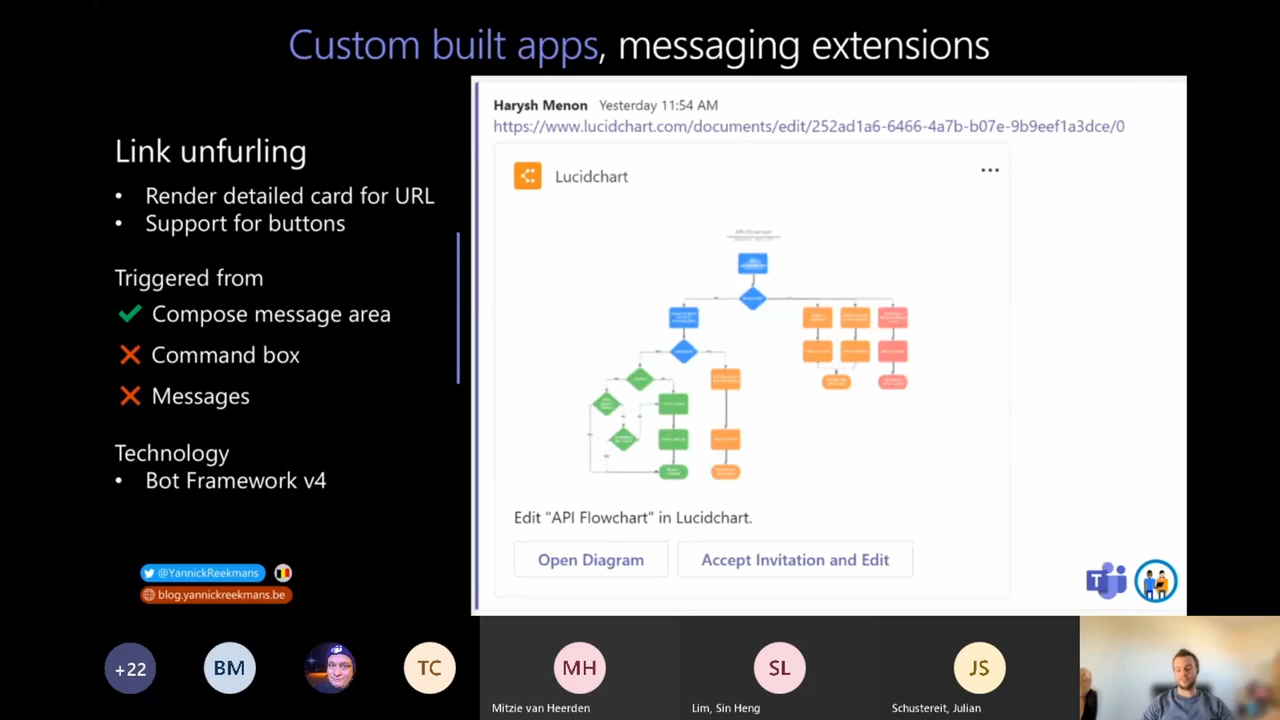 Custom built apps, messaging extensions
Link unfurling
• Render detailed card for URL
• Support for buttons
Triggered from
Compose message area
Command box
Messages
Technology
• Bot Framework v4
@YannickReekmans
blog.yannickreekmans.be
Harysh Menon Yesterday 11:54 AM
https://www.lucidchart.com/documents/edit/252ad1a6-6466-4a7b-b07e-9b9eef1a3dce/0
Lucidchart
Edit "API Flowchart" in Lucidchart.
Open Diagram
Accept Invitation and Edit
T
+22
BM
TC
MH
SL
JS
Mitzie van Heerden
Lim, Sin Heng
Schustereit, Julian